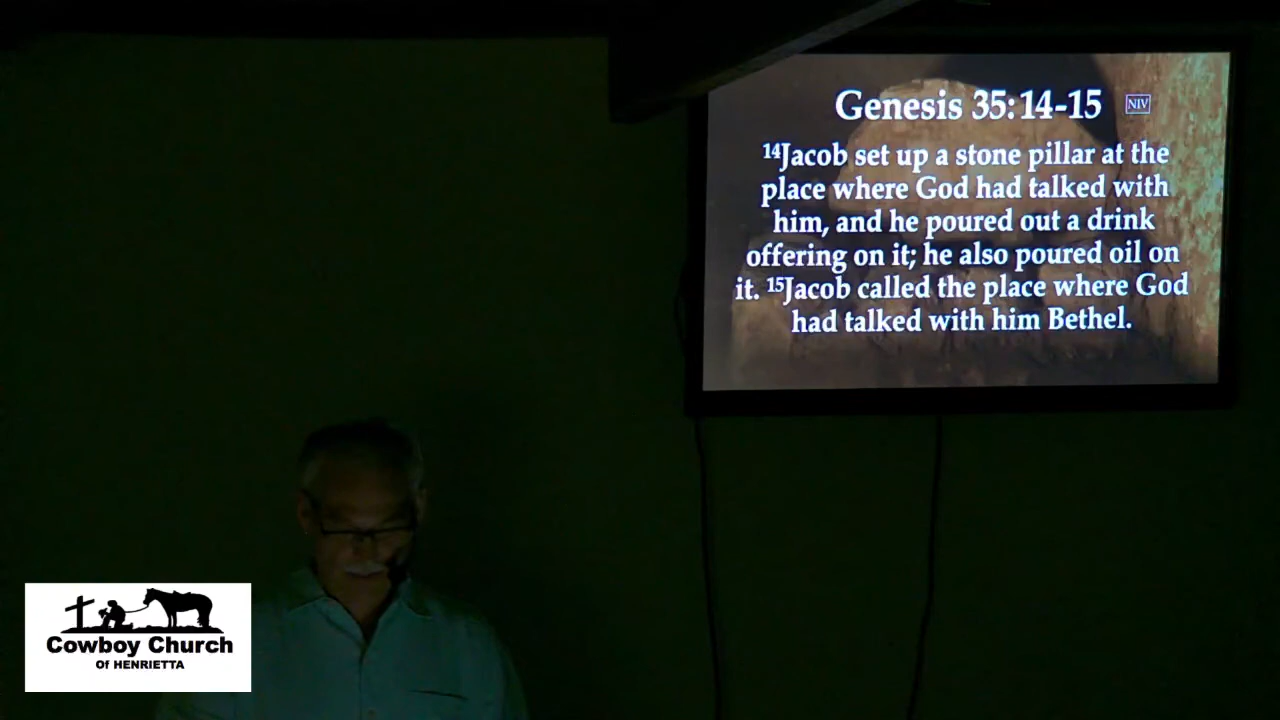 Genesis 35:14-15 NIV
14Jacob set up a stone pillar at the
place where God had talked with
him, and he poured out a drink
offering on it; he also poured oil on
it. 15Jacob called the place where God
had talked with him Bethel.
Cowboy Church
OF HENRIETTA